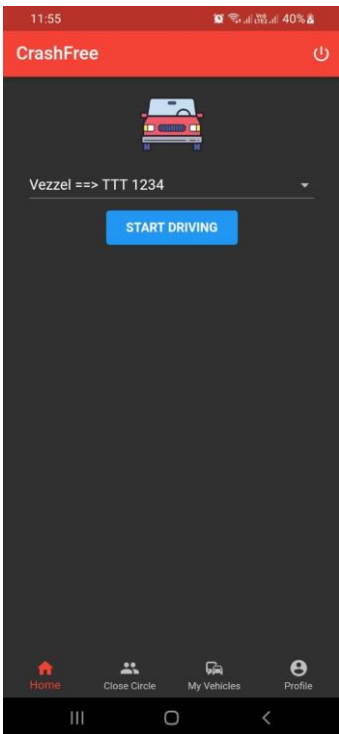 11:55
40%
CrashFree
Vezzel ==> TTT 1234
START DRIVING
Home
Close Circle
My Vehicles
Profile